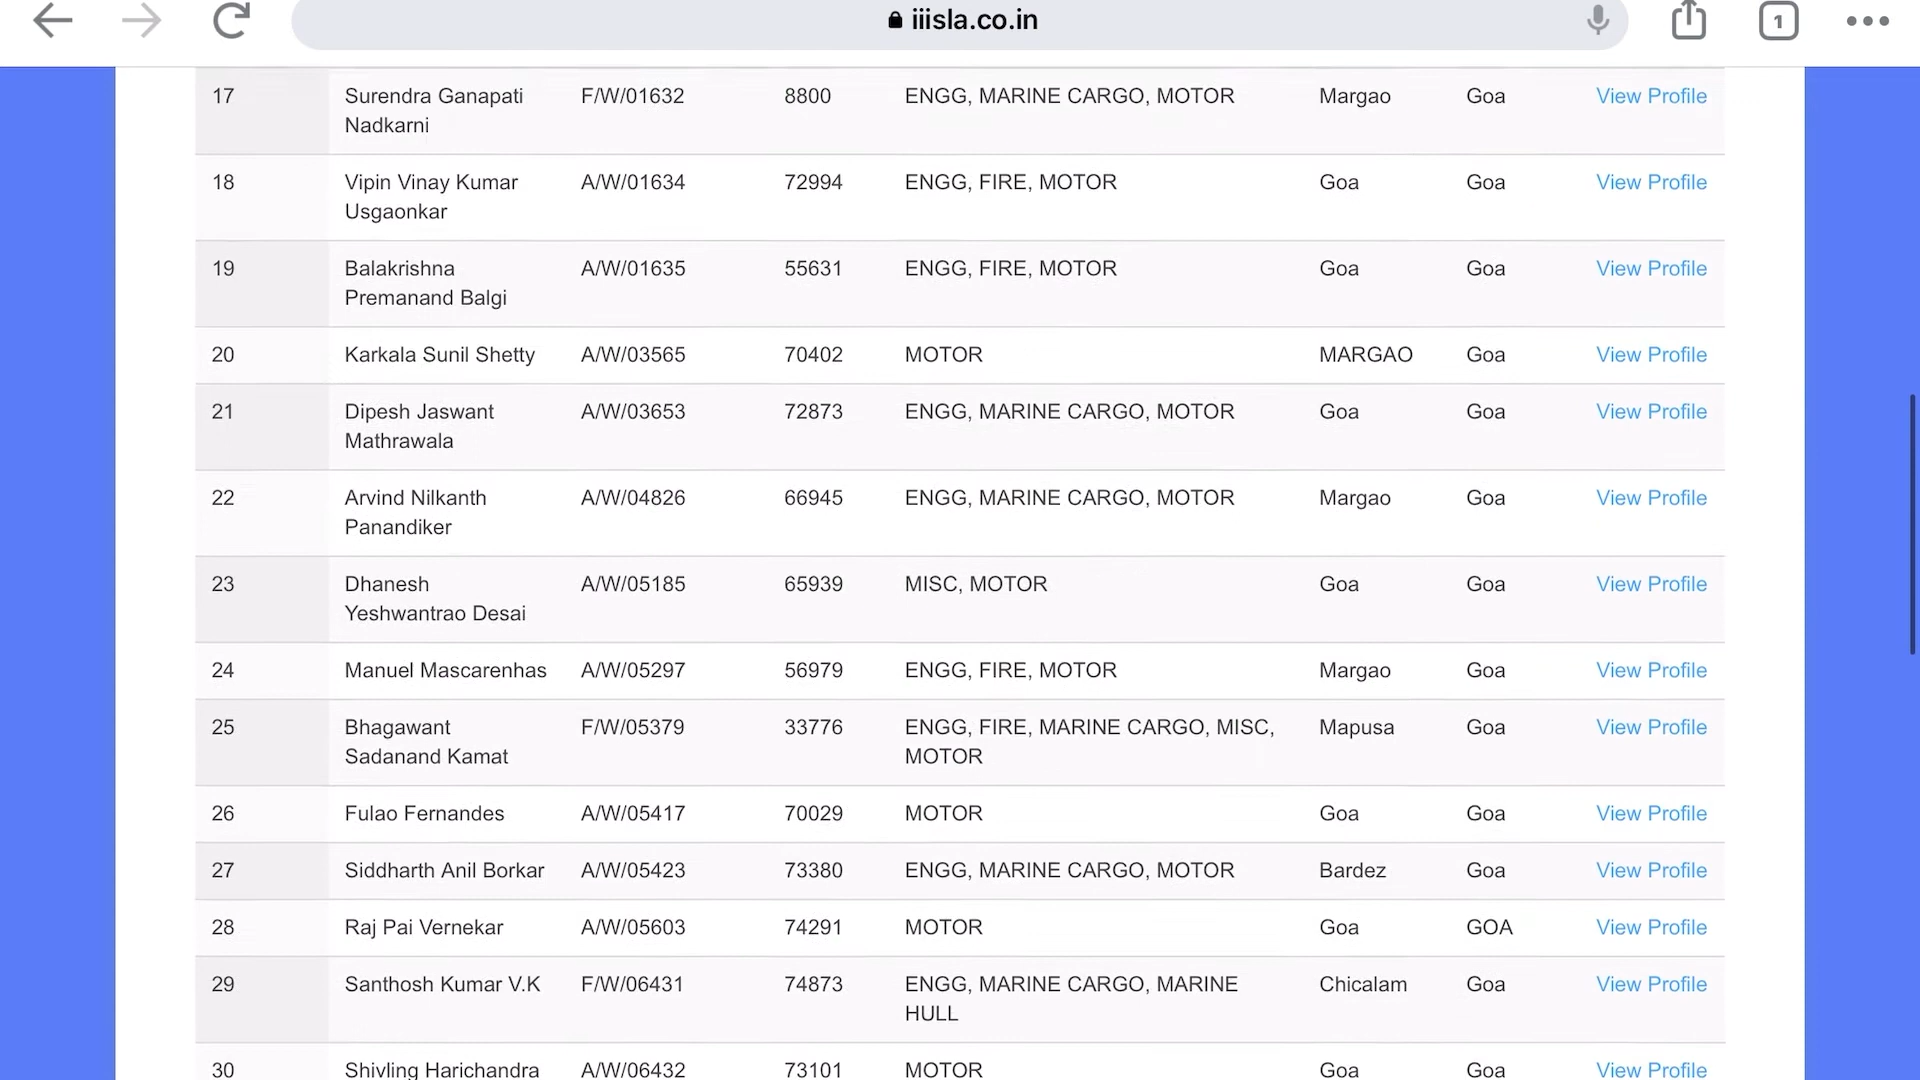 iiisla.co.in
1
17 Surendra Ganapati F/W/01632 8800 ENGG, MARINE CARGO, MOTOR Margao Goa View Profile
Nadkarni
18 Vipin Vinay Kumar A/W/01634 72994 ENGG, FIRE, MOTOR Goa Goa View Profile
Usgaonkar
19 Balakrishna A/W/01635 55631 ENGG, FIRE, MOTOR Goa Goa View Profile
Premanand Balgi
20 Karkala Sunil Shetty A/W/03565 70402 MOTOR MARGAO Goa View Profile
21 Dipesh Jaswant A/W/03653 72873 ENGG, MARINE CARGO, MOTOR Goa Goa View Profile
Mathrawala
22 Arvind Nilkanth A/W/04826 66945 ENGG, MARINE CARGO, MOTOR Margao Goa View Profile
Panandiker
23 Dhanesh A/W/05185 65939 MISC, MOTOR Goa Goa View Profile
Yeshwantrao Desai
24 Manuel Mascarenhas A/W/05297 56979 ENGG, FIRE, MOTOR Margao Goa View Profile
25 Bhagawant F/W/05379 33776 ENGG, FIRE, MARINE CARGO, MISC, Mapusa Goa View Profile
Sadanand Kamat MOTOR
26 Fulao Fernandes A/W/05417 70029 MOTOR Goa Goa View Profile
27 Siddharth Anil Borkar A/W/05423 73380 ENGG, MARINE CARGO, MOTOR Bardez Goa View Profile
28 Raj Pai Vernekar A/W/05603 74291 MOTOR Goa GOA View Profile
29 Santhosh Kumar V.K F/W/06431 74873 ENGG, MARINE CARGO, MARINE Chicalam Goa View Profile
HULL
30 Shivling Harichandra A/W/06432 73101 MOTOR Goa Goa View Profile